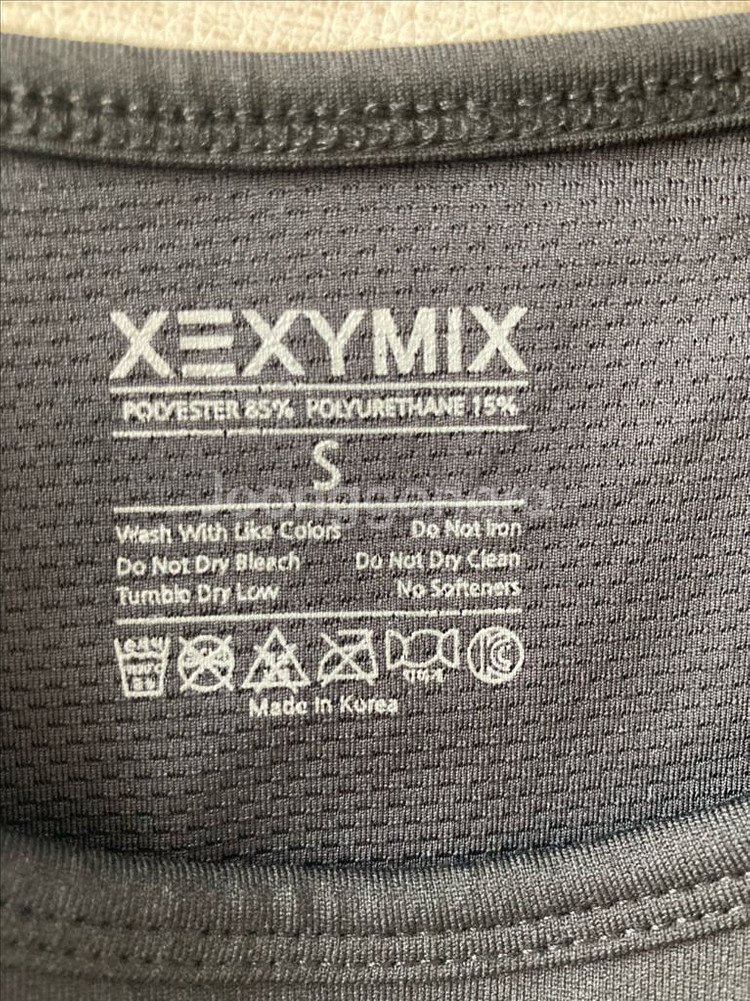 XEXYMIX
POLYESTER 85% POLYURETHANE 15%
S
Wash With Like Colors Do Not Iron
Do Not Dry Bleach Do Not Dry Clean
Tumble Dry Low No Softeners
Made in Korea